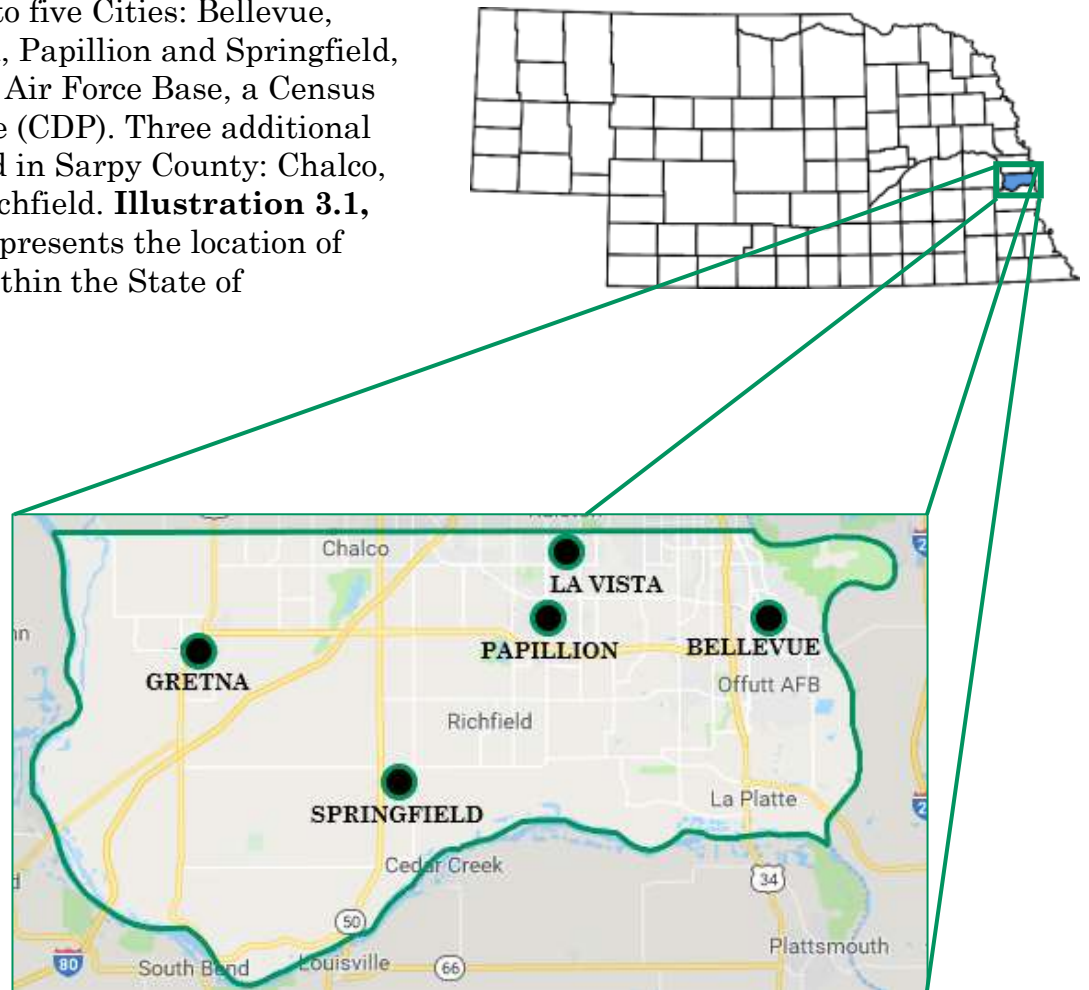 to five Cities: Bellevue,
, Papillion and Springfield,
Air Force Base, a Census
(CDP). Three additional
in Sarpy County: Chalco,
chfield. Illustration 3.1,
presents the location of
thin the State of
Chalco
LA VISTA
PAPILLION
BELLEVUE
GRETNA
Offutt AFB
Richfield
SPRINGFIELD
La Platte
Cedar Creek
34
50
Plattsmouth
80
South Bend
Louisville
66